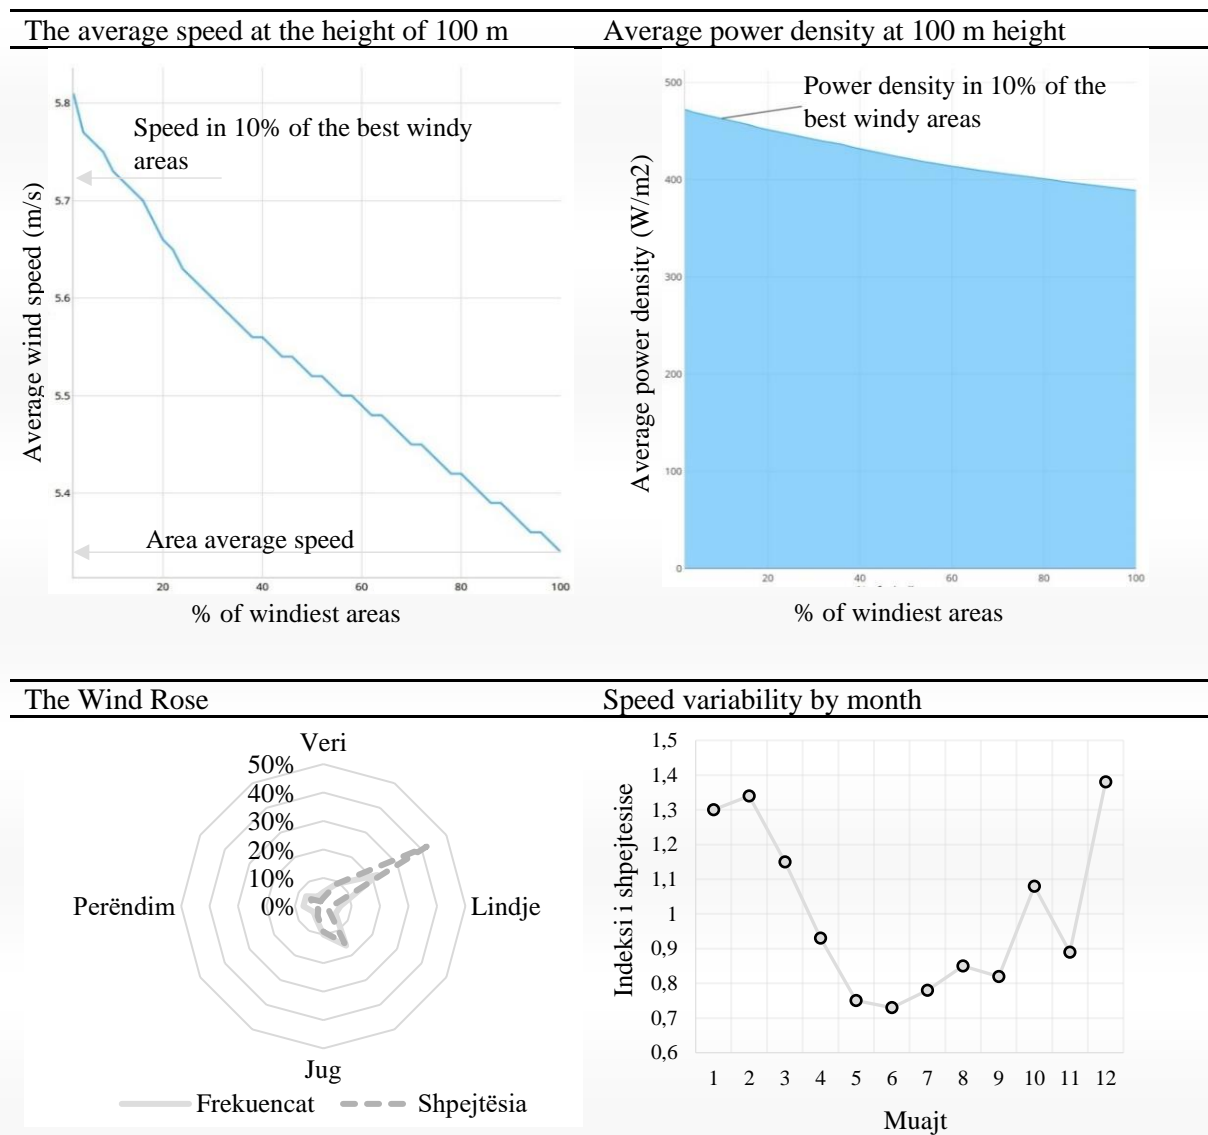 The average speed at the height of 100 m
Average power density at 100 m height
5.8
5.7
5.6
5.5
5.4
Speed in 10% of the best windy
areas
Area average speed
Average wind speed (m/s)
20 40 60 80 100
% of windiest areas
500
400
300
200
100
0
Power density in 10% of the
best windy areas
Average power density (W/m2)
20 40 60 80 100
% of windiest areas
The Wind Rose
Speed variability by month
Veri
50%
40%
30%
20%
10%
0%
Perëndim
Lindje
Jug
Frekuencat
Shpejtësia
1,5
1,4
1,3
1,2
1,1
1
0,9
0,8
0,7
0,6
Indeksi i shpejtesise
1 2 3 4 5 6 7 8 9 10 11 12
Muajt